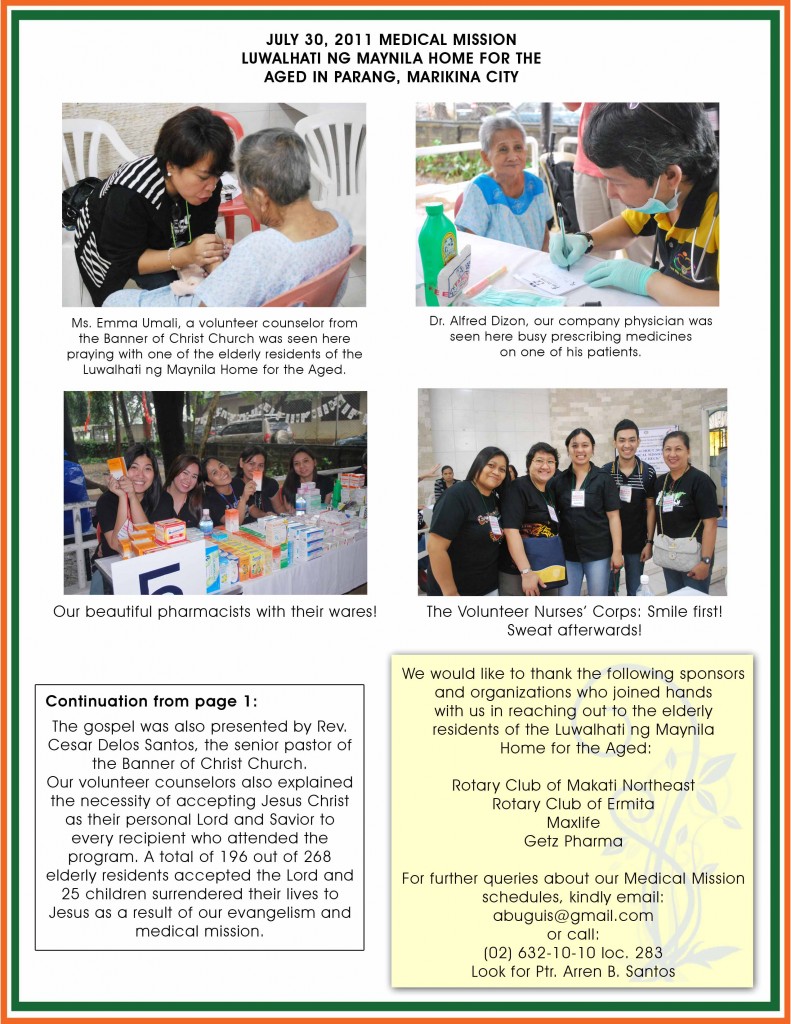 JULY 30, 2011 MEDICAL MISSION
LUWALHATI NG MAYNILA HOME FOR THE
AGED IN PARANG, MARIKINA CITY
Ms. Emma Umali, a volunteer counselor from
the Banner of Christ Church was seen here
praying with one of the elderly residents of the
Luwalhati ng Maynila Home for the Aged.
Dr. Alfred Dizon, our company physician was
seen here busy prescribing medicines
on one of his patients.
5
Our beautiful pharmacists with their wares!
The Volunteer Nurses' Corps: Smile first!
Sweat afterwards!
Continuation from page 1:
The gospel was also presented by Rev.
Cesar Delos Santos, the senior pastor of
the Banner of Christ Church.
Our volunteer counselors also explained
the necessity of accepting Jesus Christ
as their personal Lord and Savior to
every recipient who attended the
program. A total of 196 out of 268
elderly residents accepted the Lord and
25 children surrendered their lives to
Jesus as a result of our evangelism and
medical mission.
We would like to thank the following sponsors
and organizations who joined hands
with us in reaching out to the elderly
residents of the Luwalhati ng Maynila
Home for the Aged:
Rotary Club of Makati Northeast
Rotary Club of Ermita
Maxlife
Getz Pharma
For further queries about our Medical Mission
schedules, kindly email:
abuguis@gmail.com
or call:
(02) 632-10-10 loc. 283
Look for Ptr. Arren B. Santos